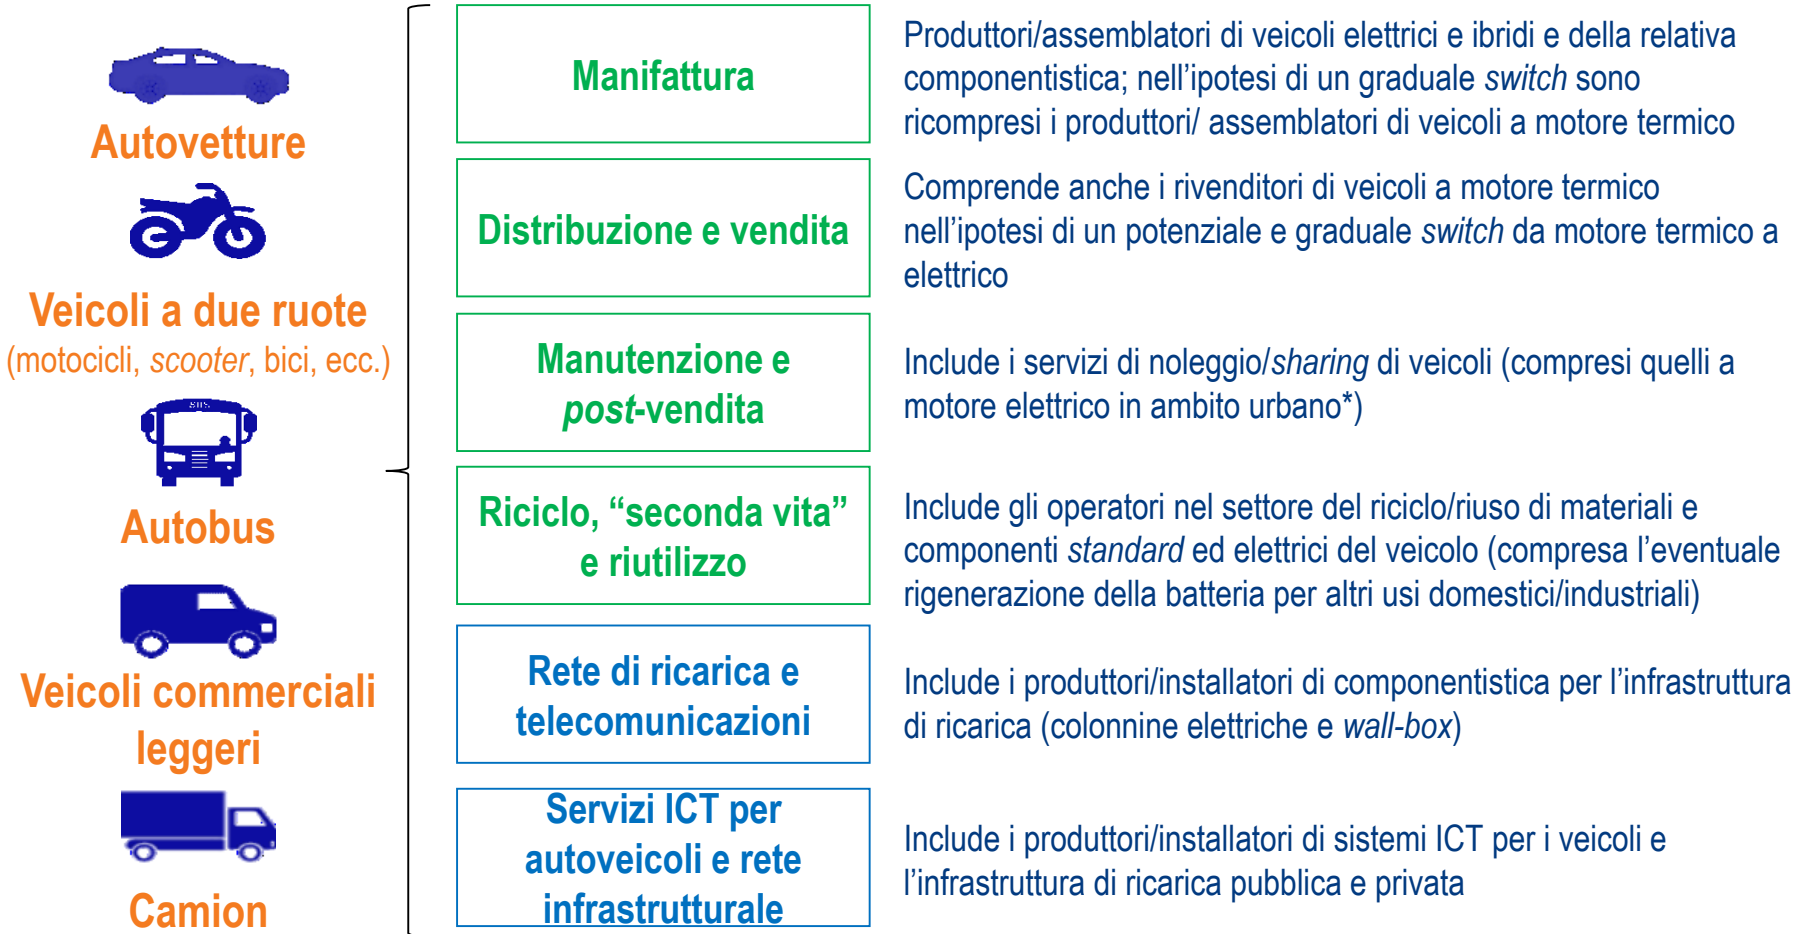 Autovetture
Veicoli a due ruote
(motocicli, scooter, bici, ecc.)
BUS
Autobus
Veicoli commerciali
leggeri
Camion
Manifattura
Produttori/assemblatori di veicoli elettrici e ibridi e della relativa
componentistica; nell’ipotesi di un graduale switch sono
ricompresi i produttori/ assemblatori di veicoli a motore termico
Distribuzione e vendita
Comprende anche i rivenditori di veicoli a motore termico
nell’ipotesi di un potenziale e graduale switch da motore termico a
elettrico
Manutenzione e
post-vendita
Include i servizi di noleggio/sharing di veicoli (compresi quelli a
motore elettrico in ambito urbano*)
Riciclo, “seconda vita”
e riutilizzo
Include gli operatori nel settore del riciclo/riuso di materiali e
componenti standard ed elettrici del veicolo (compresa l’eventuale
rigenerazione della batteria per altri usi domestici/industriali)
Rete di ricarica e
telecomunicazioni
Include i produttori/installatori di componentistica per l’infrastruttura
di ricarica (colonnine elettriche e wall-box)
Servizi ICT per
autoveicoli e rete
infrastrutturale
Include i produttori/installatori di sistemi ICT per i veicoli e
l’infrastruttura di ricarica pubblica e privata